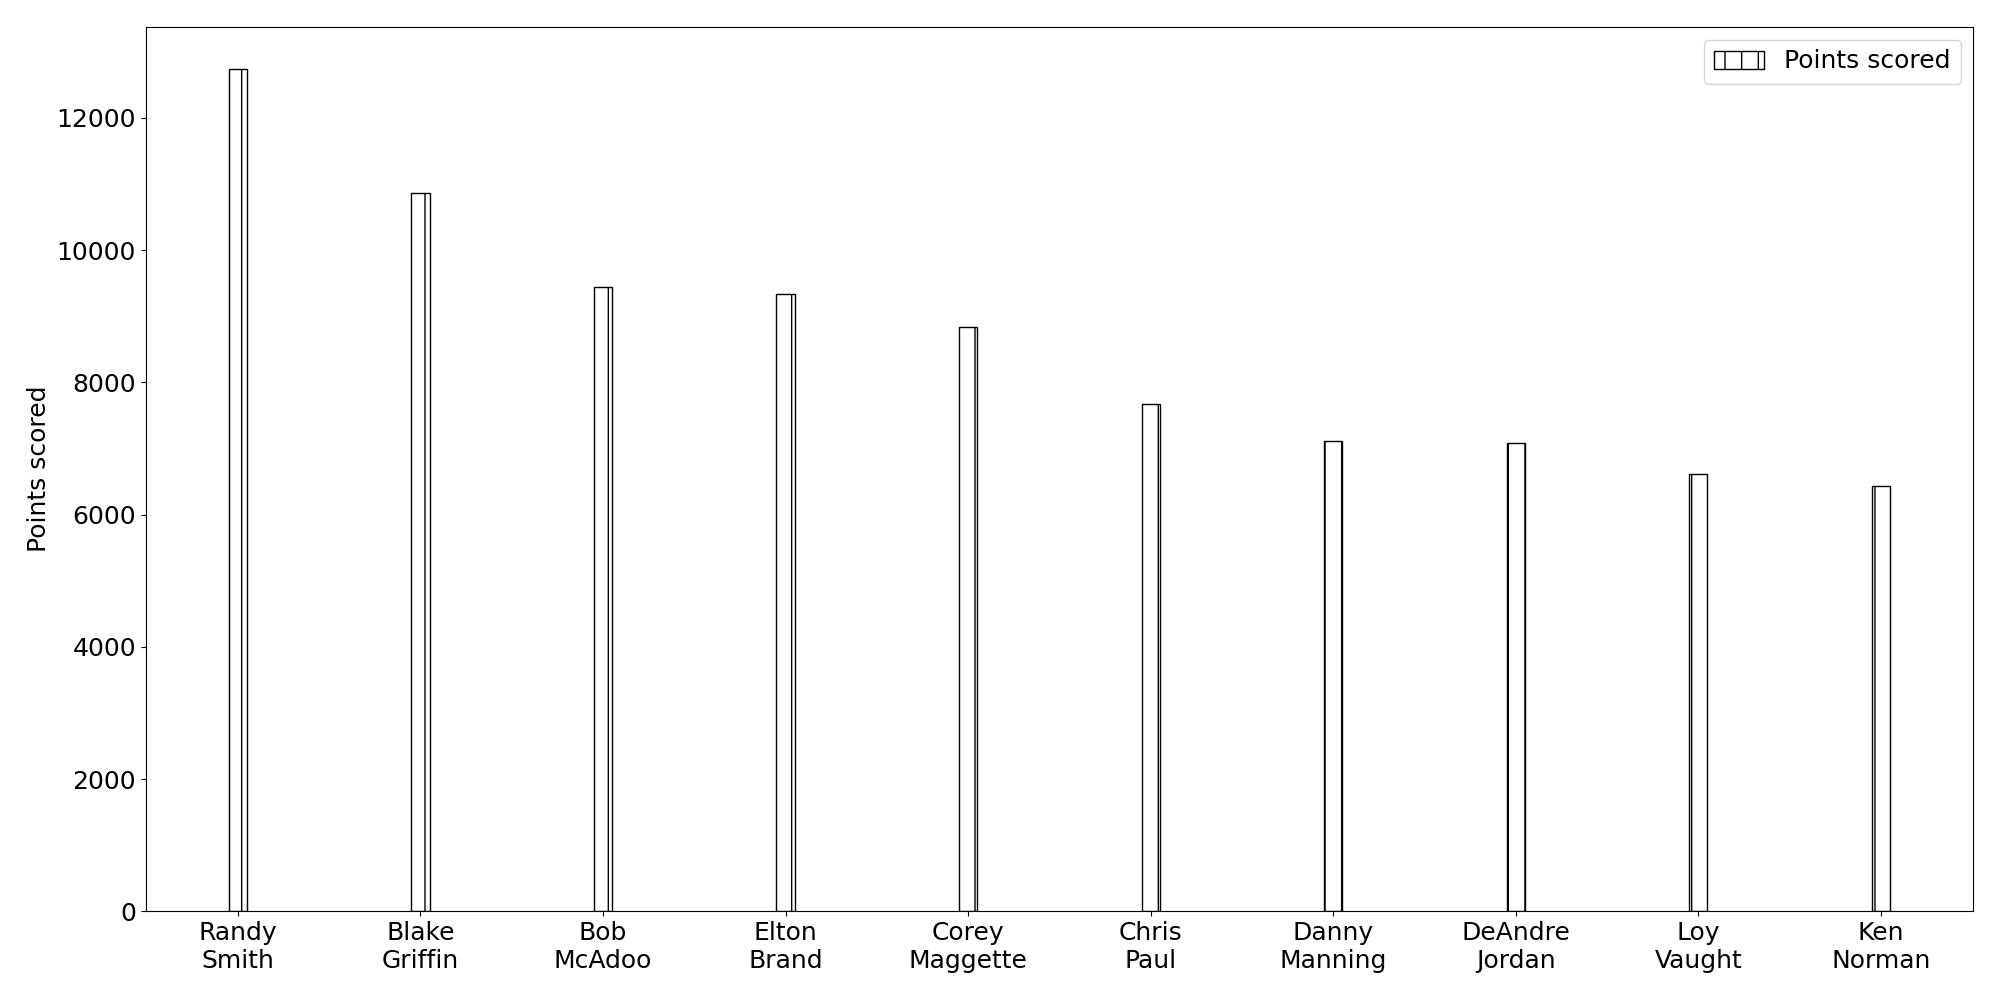 Points scored
12000
10000
8000
6000
4000
2000
0
Points scored
Randy
Smith
Blake
Griffin
Bob
McAdoo
Elton
Brand
Corey
Maggette
Chris
Paul
Danny
Manning
DeAndre
Jordan
Loy
Vaught
Ken
Norman